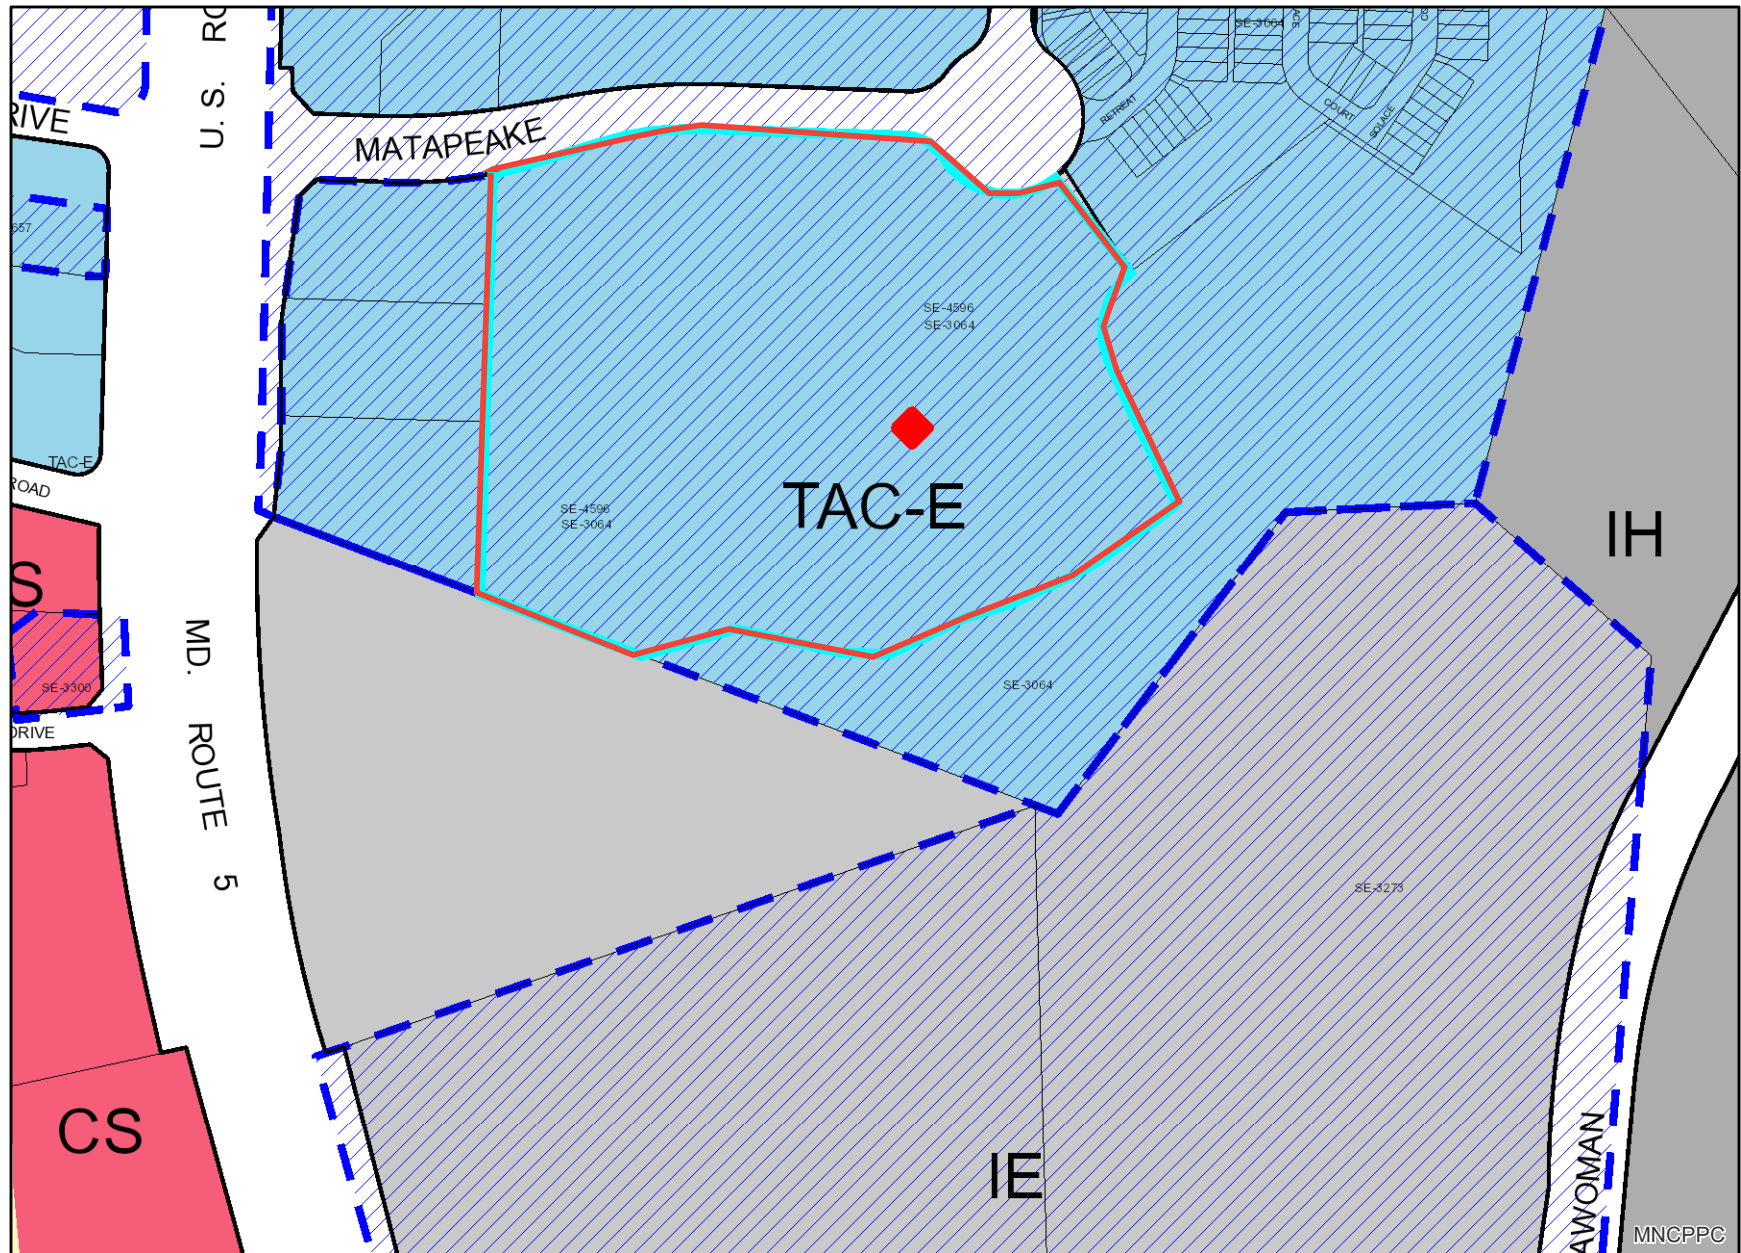 U. S. RO
SE-3064
RETREAT
COURT
SOLACE
RIVE
MATAPEAKE
657
SE-4596
SE-3064
TAC-E
ROAD
SE-4596
SE-3064
TAC-E
IH
S
MD. ROUTE 5
SE-3300
SE-3064
DRIVE
SE-3273
CS
IE
AWOMAN
MNCPPC